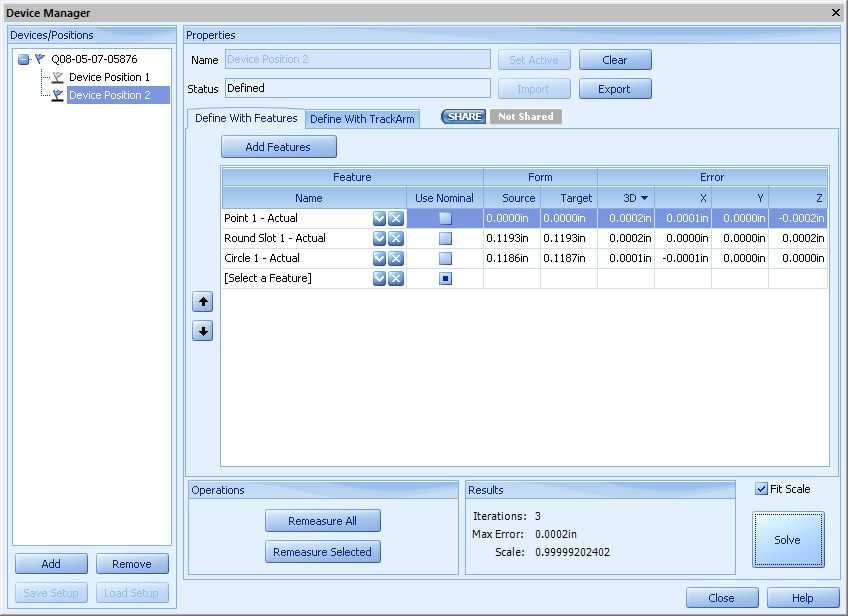 Device Manager
Devices/Positions
Q08-05-07-05876
Device Position 1
Device Position 2
Add Remove
Save Setup Load Setup
Properties
Name Device Position 2 Set Active Clear
Status Defined Import Export
Define With Features Define With TrackArm SHARE Not Shared
Add Features
Feature Form Error
Name Use Nominal Source Target 3D X Y Z
Point 1 - Actual 0.0000in 0.0000in 0.0002in 0.0001in 0.0000in -0.0002in
Round Slot 1 - Actual 0.1193in 0.1193in 0.0002in 0.0000in 0.0000in 0.0002in
Circle 1 - Actual 0.1186in 0.1187in 0.0001in -0.0001in 0.0000in 0.0000in
[Select a Feature]
Operations
Remeasure All
Remeasure Selected
Results
Iterations: 3
Max Error: 0.0002in
Scale: 0.99999202402
Fit Scale
Solve
Close Help